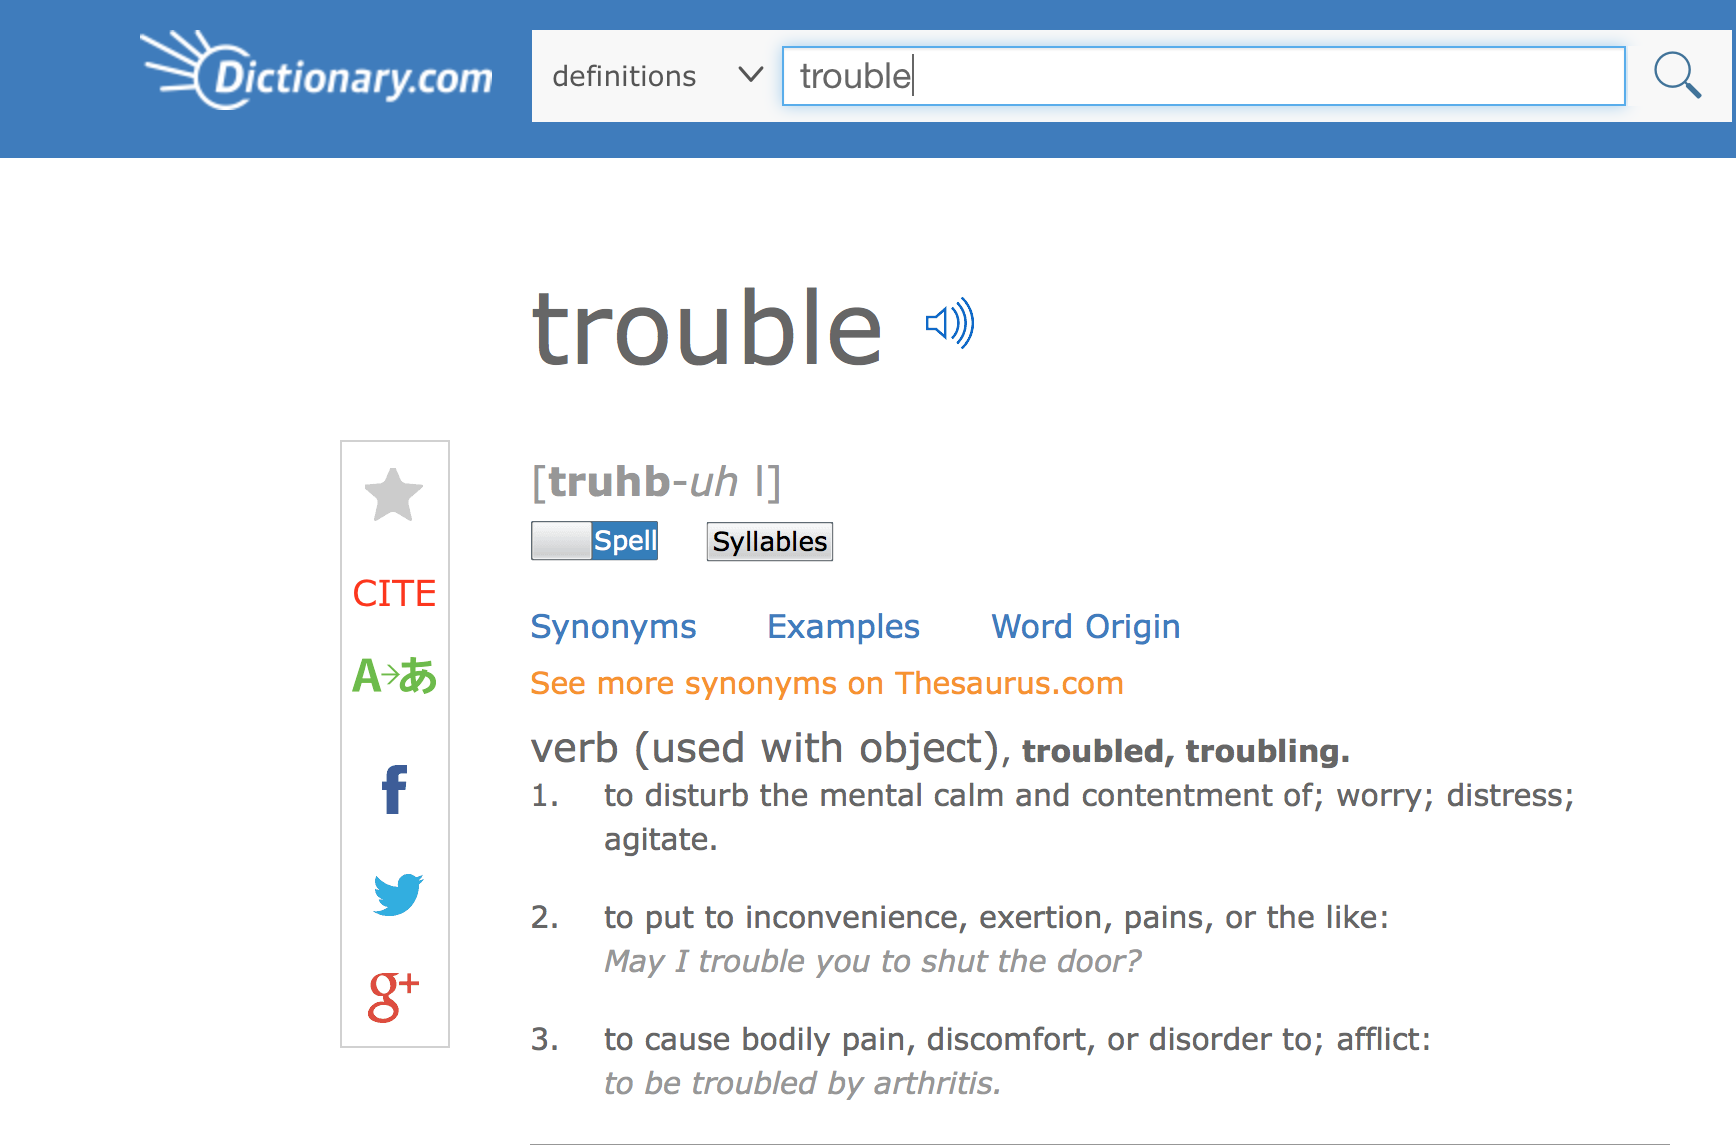 Dictionary.com
definitions
trouble
trouble
[truhb-uh l]
Spell
Syllables
CITE
A→あ
f
g+
Synonyms Examples Word Origin
See more synonyms on Thesaurus.com
verb (used with object), troubled, troubling.
1. to disturb the mental calm and contentment of; worry; distress;
agitate.
2. to put to inconvenience, exertion, pains, or the like:
May I trouble you to shut the door?
3. to cause bodily pain, discomfort, or disorder to; afflict:
to be troubled by arthritis.